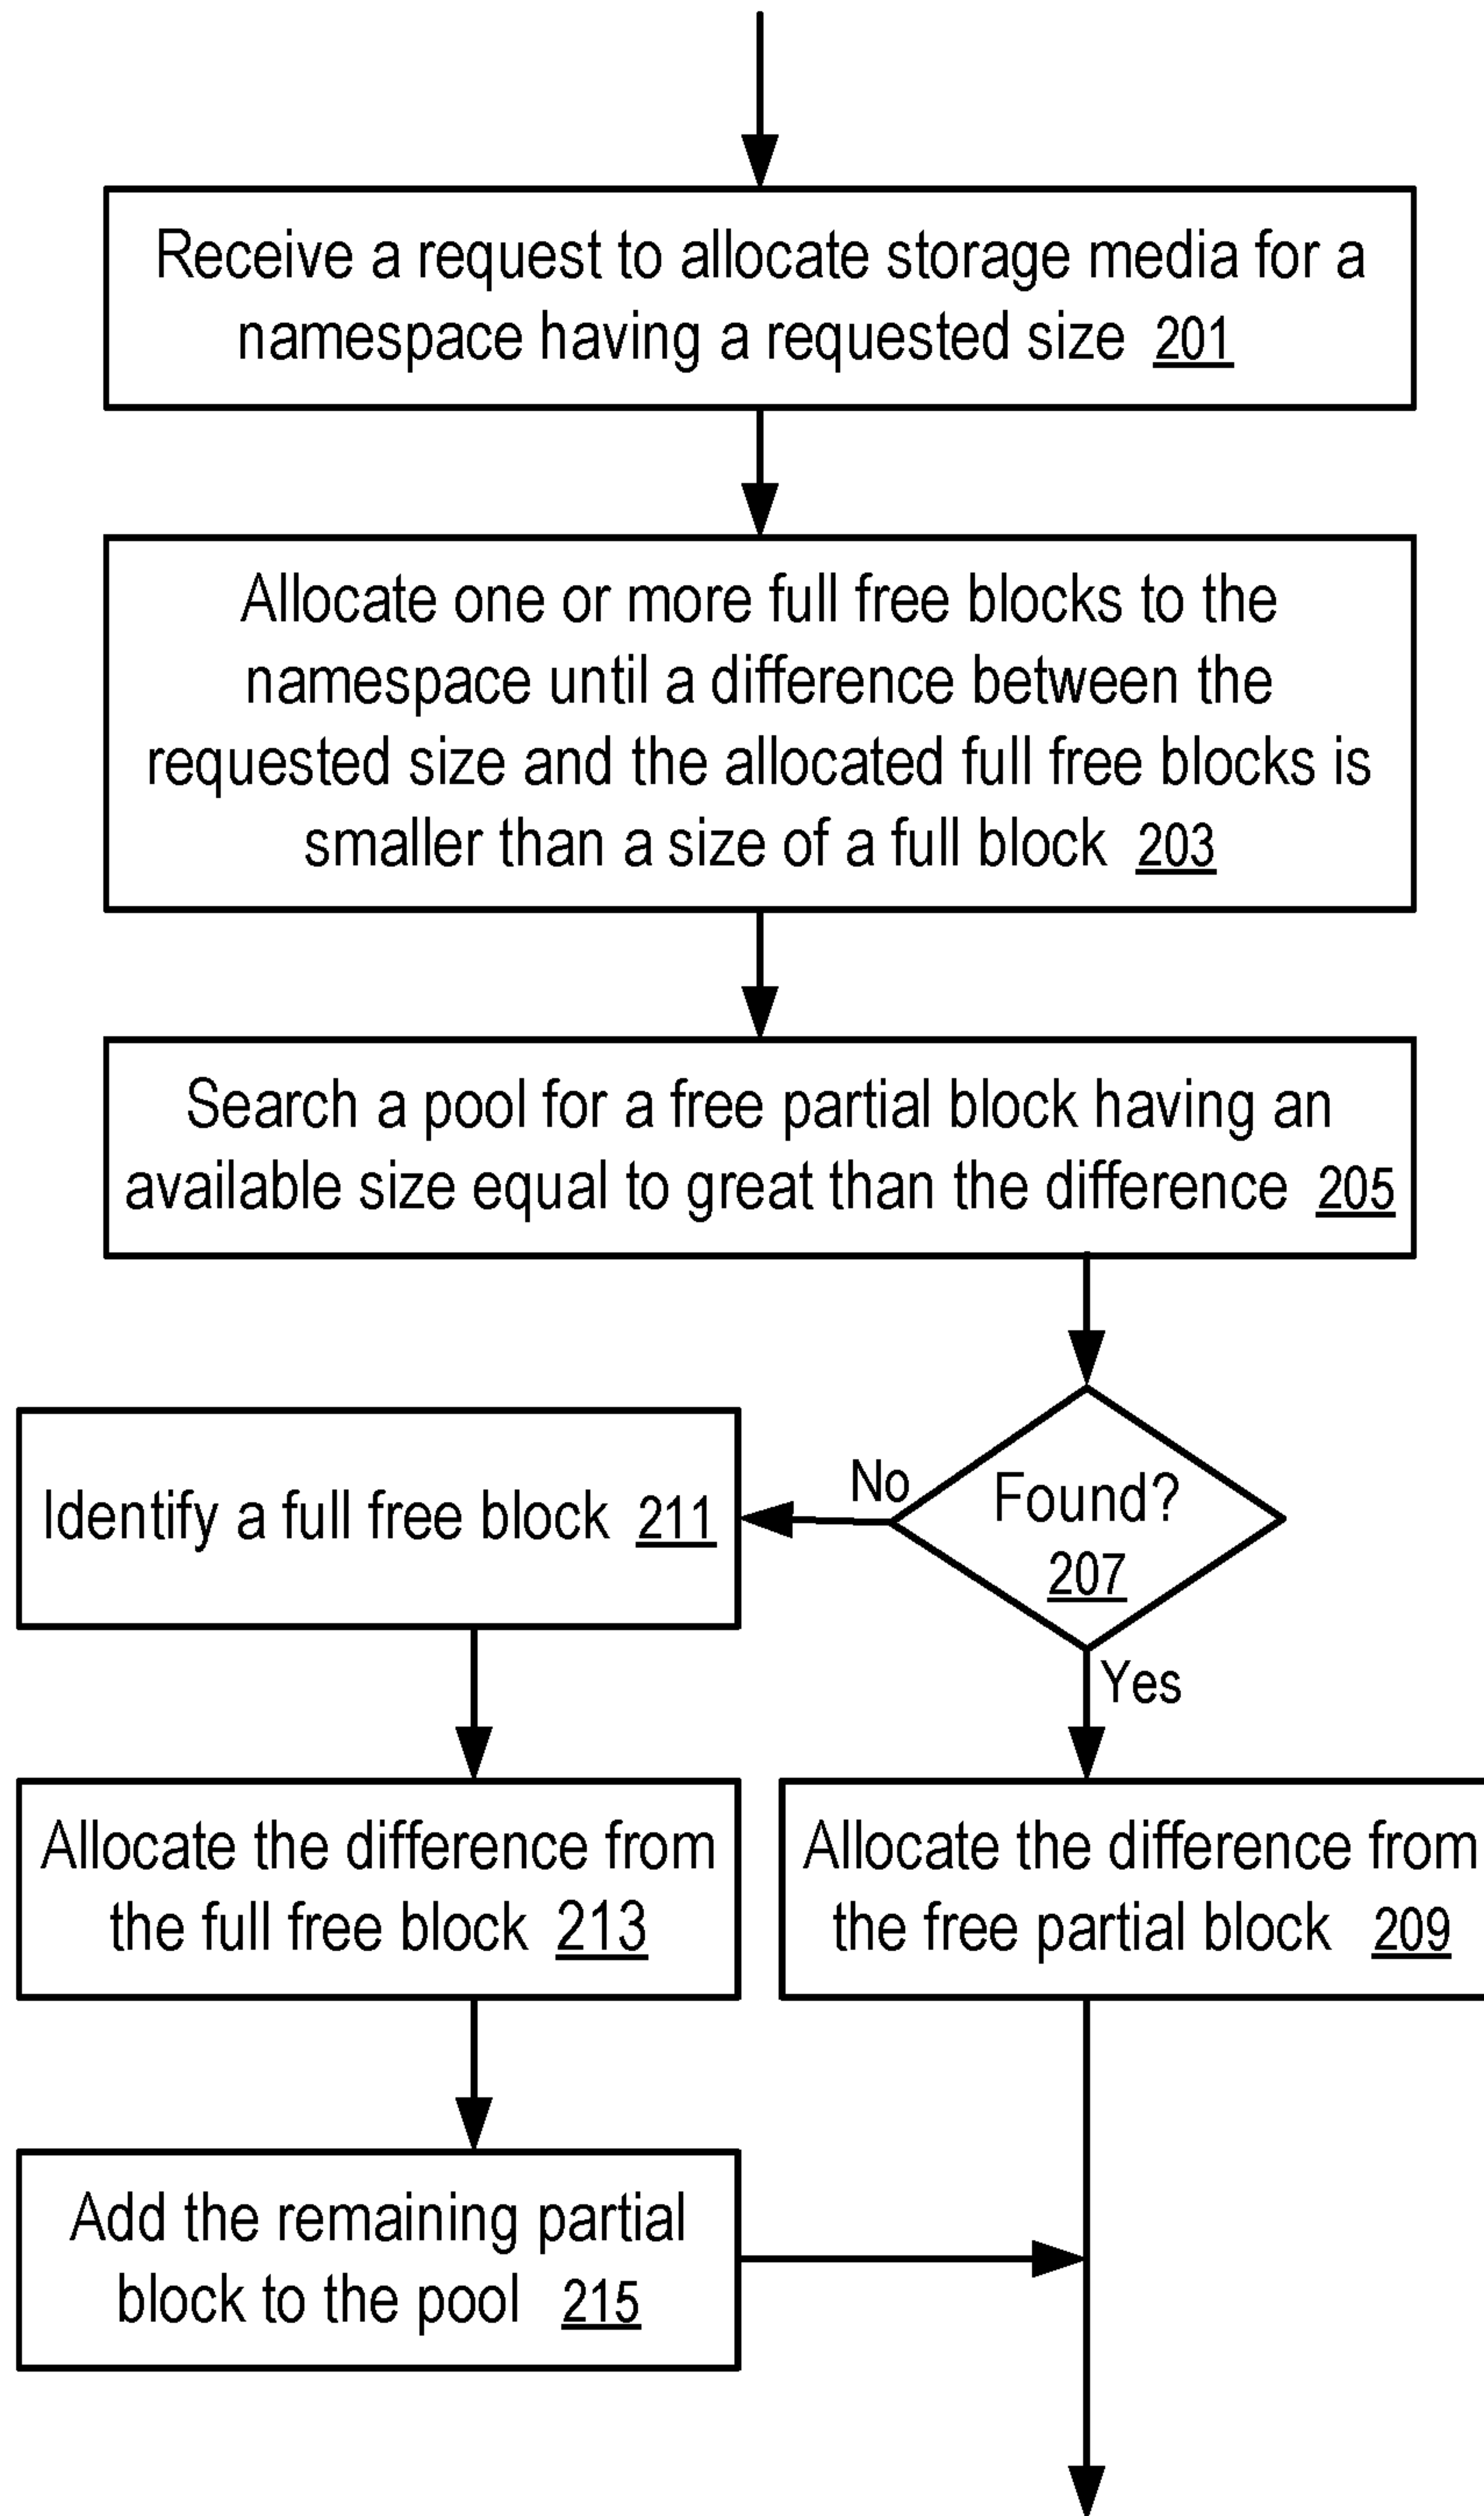 Receive a request to allocate storage media for a
namespace having a requested size 201
Allocate one or more full free blocks to the
namespace until a difference between the
requested size and the allocated full free blocks is
smaller than a size of a full block 203
Search a pool for a free partial block having an
available size equal to great than the difference 205
Found?
207
No
Yes
Identify a full free block 211
Allocate the difference from
the full free block 213
Allocate the difference from
the free partial block 209
Add the remaining partial
block to the pool 215